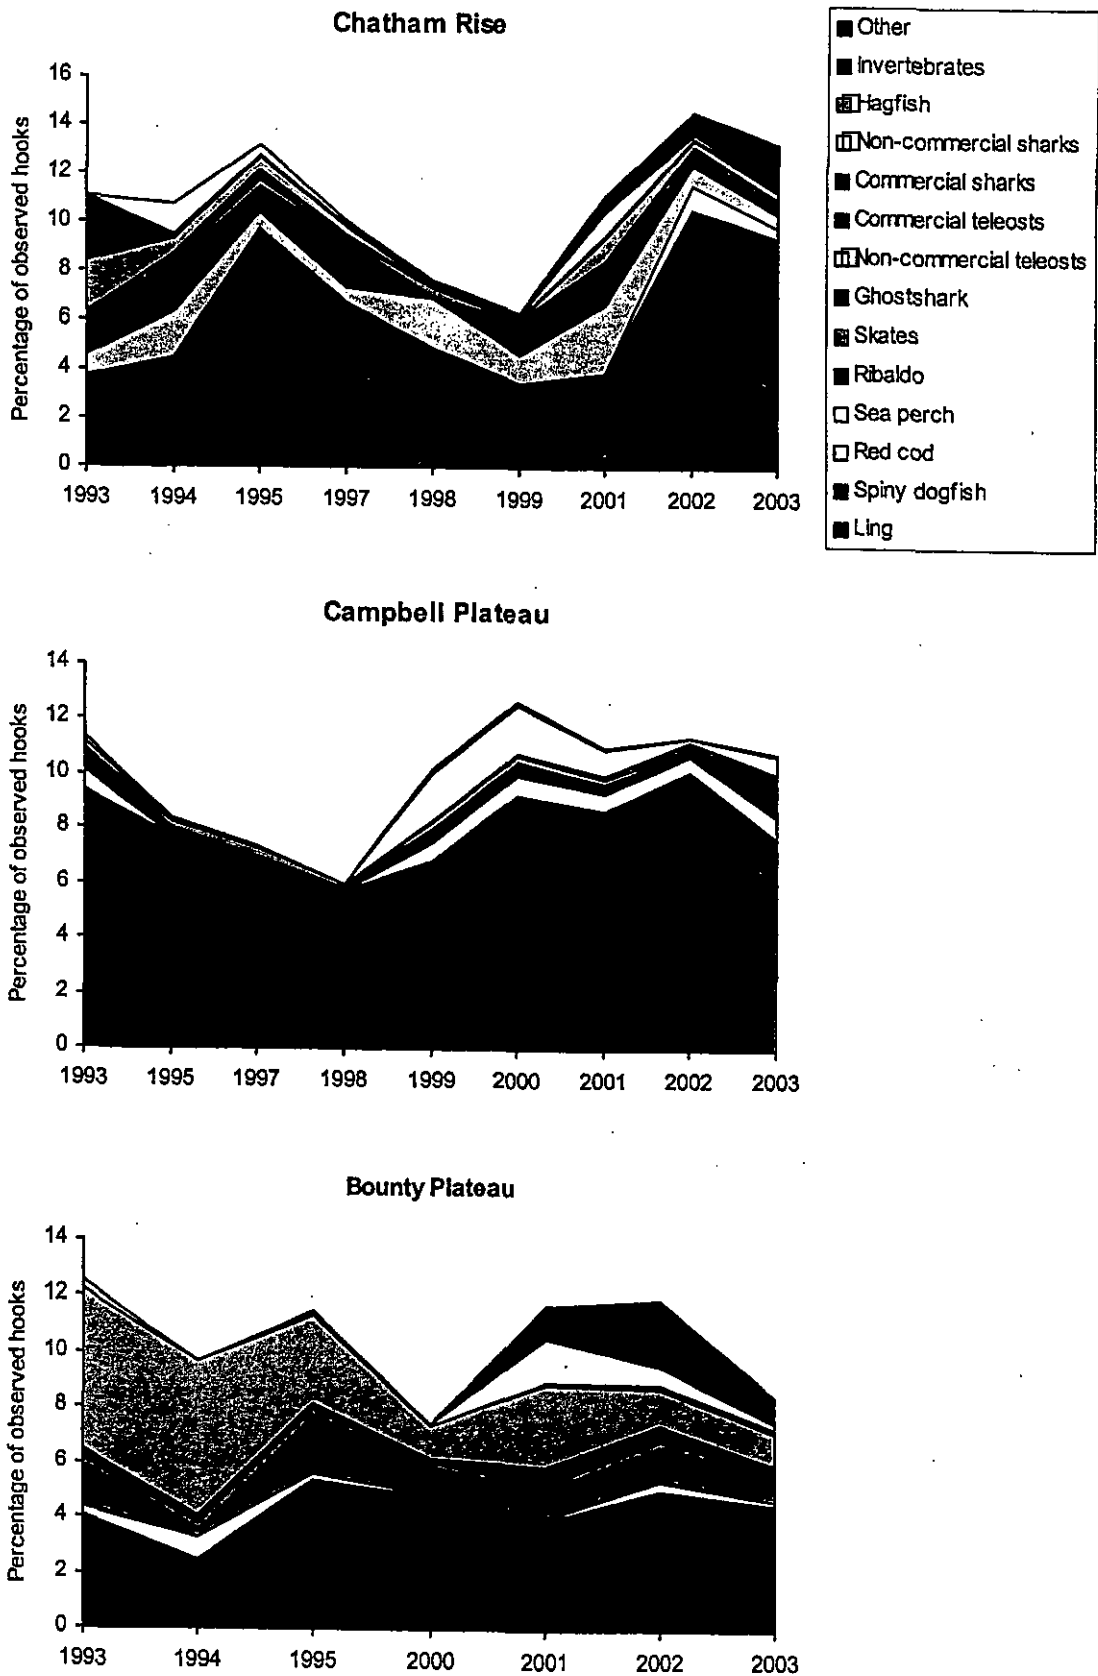 Chatham Rise
Percentage of observed hooks
16
14
12
10
8
6
4
2
0
1993 1994 1995 1997 1998 1999 2001 2002 2003
Other
Invertebrates
Hagfish
Non-commercial sharks
Commercial sharks
Commercial teleosts
Non-commercial teleosts
Ghostshark
Skates
Ribaldo
Sea perch
Red cod
Spiny dogfish
Ling
Campbell Plateau
Percentage of observed hooks
14
12
10
8
6
4
2
0
1993 1995 1997 1998 1999 2000 2001 2002 2003
Bounty Plateau
Percentage of observed hooks
14
12
10
8
6
4
2
0
1993 1994 1995 2000 2001 2002 2003